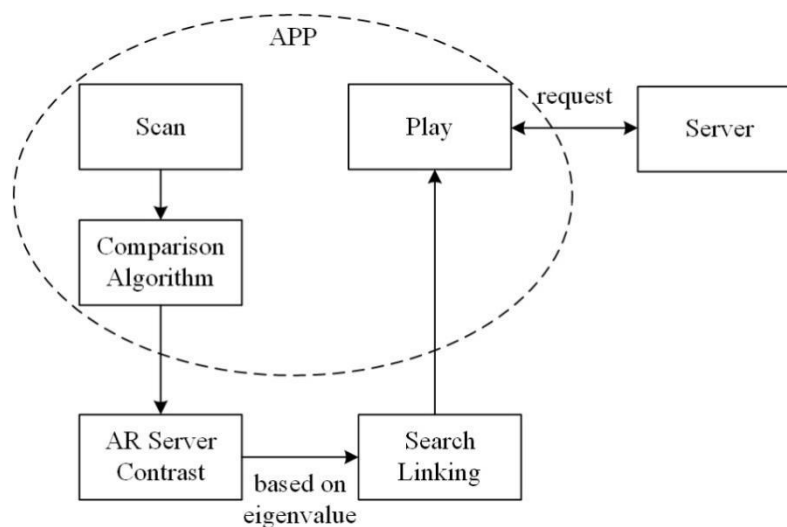 APP
Scan
Play
request
Server
Comparison
Algorithm
AR Server
Contrast
based on
eigenvalue
Search
Linking